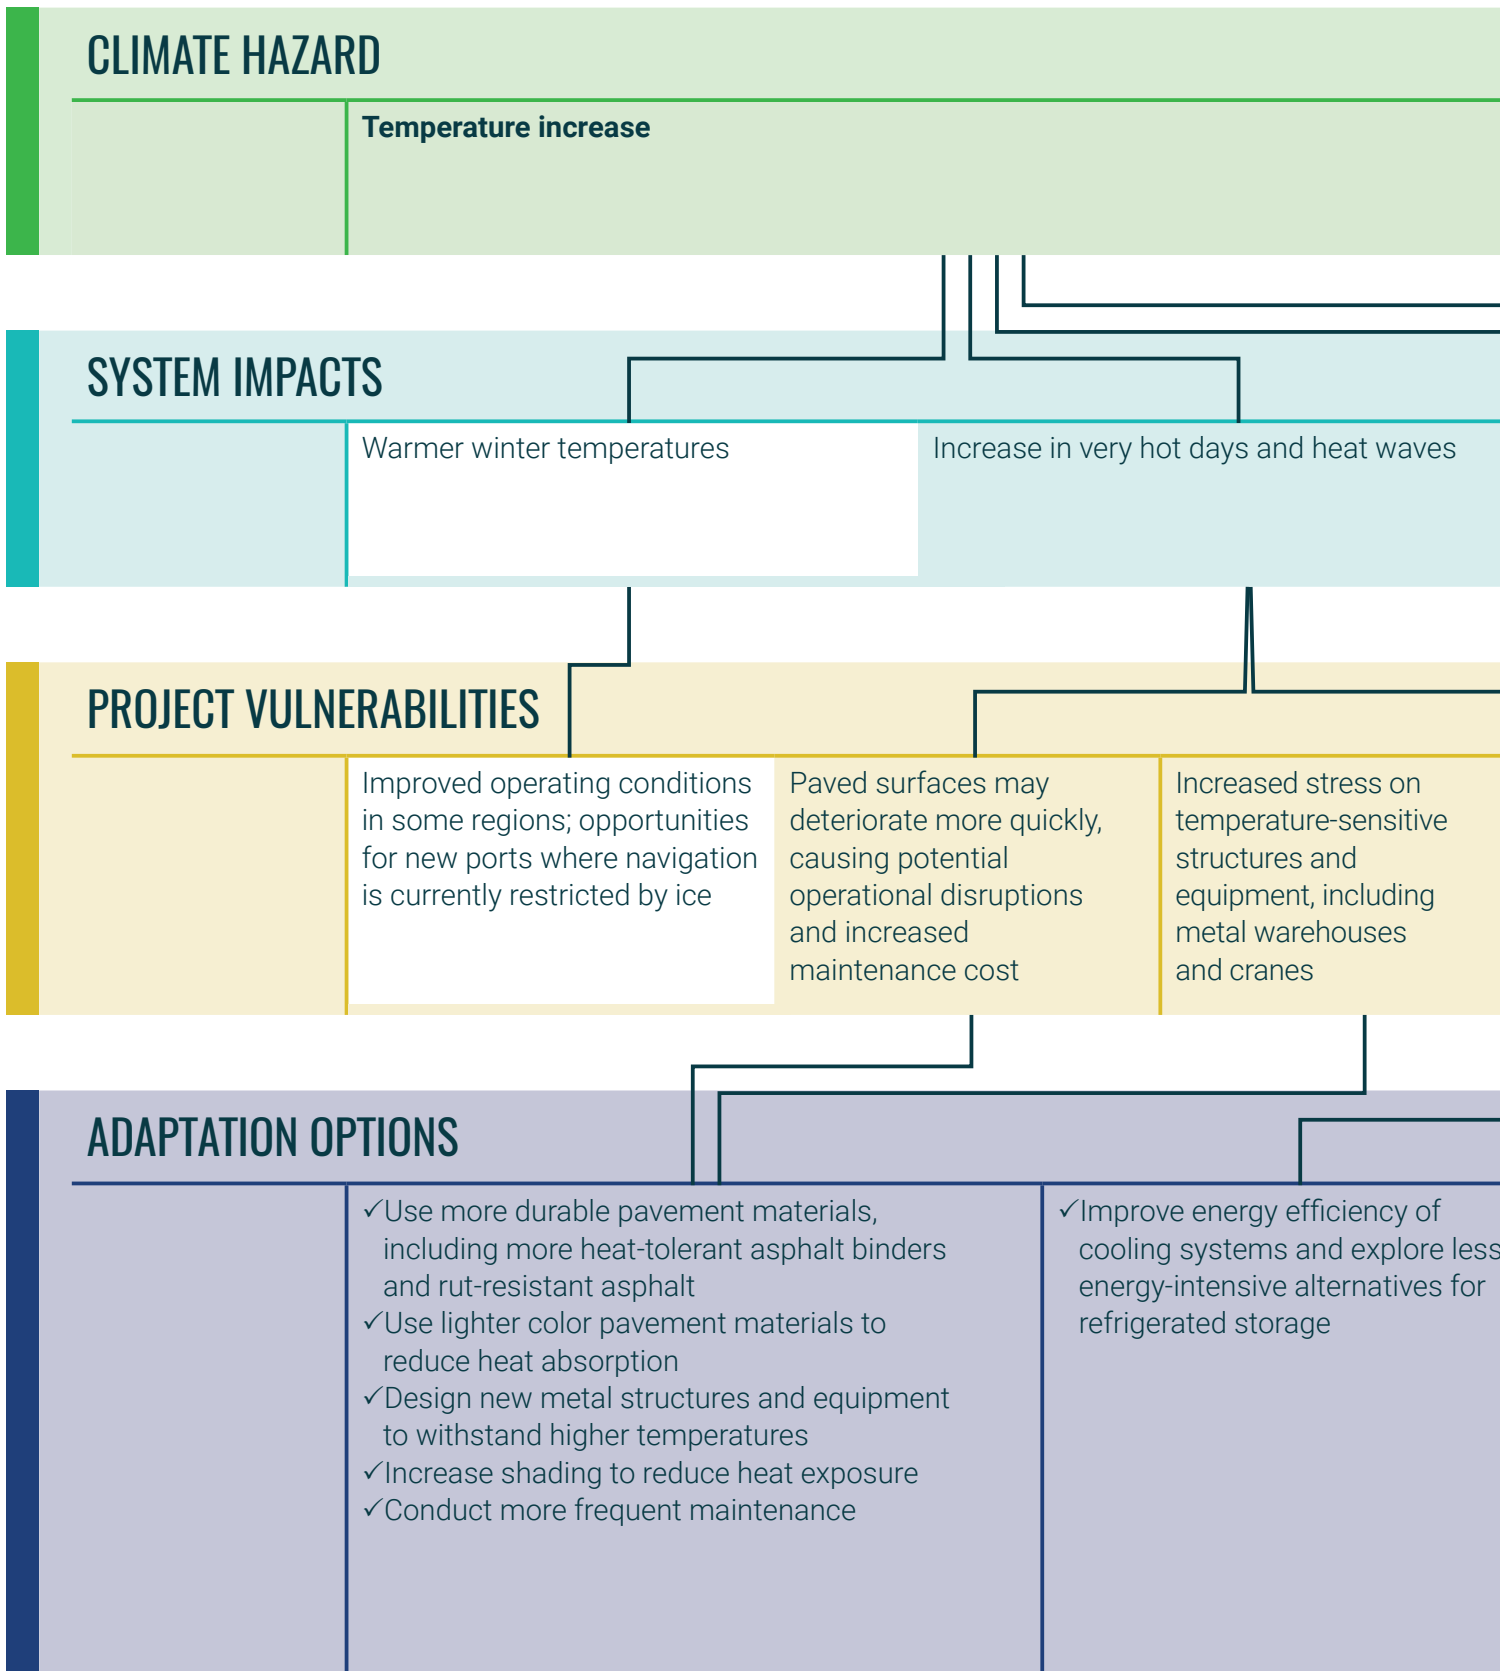 CLIMATE HAZARD
Temperature increase
SYSTEM IMPACTS
Warmer winter temperatures
Increase in very hot days and heat waves
PROJECT VULNERABILITIES
Improved operating conditions
in some regions; opportunities
for new ports where navigation
is currently restricted by ice
Paved surfaces may
deteriorate more quickly,
causing potential
operational disruptions
and increased
maintenance cost
Increased stress on
temperature-sensitive
structures and
equipment, including
metal warehouses
and cranes
ADAPTATION OPTIONS
✓Use more durable pavement materials,
including more heat-tolerant asphalt binders
and rut-resistant asphalt
✓Use lighter color pavement materials to
reduce heat absorption
✓Design new metal structures and equipment
to withstand higher temperatures
✓Increase shading to reduce heat exposure
✓Conduct more frequent maintenance
✓Improve energy efficiency of
cooling systems and explore less
energy-intensive alternatives for
refrigerated storage